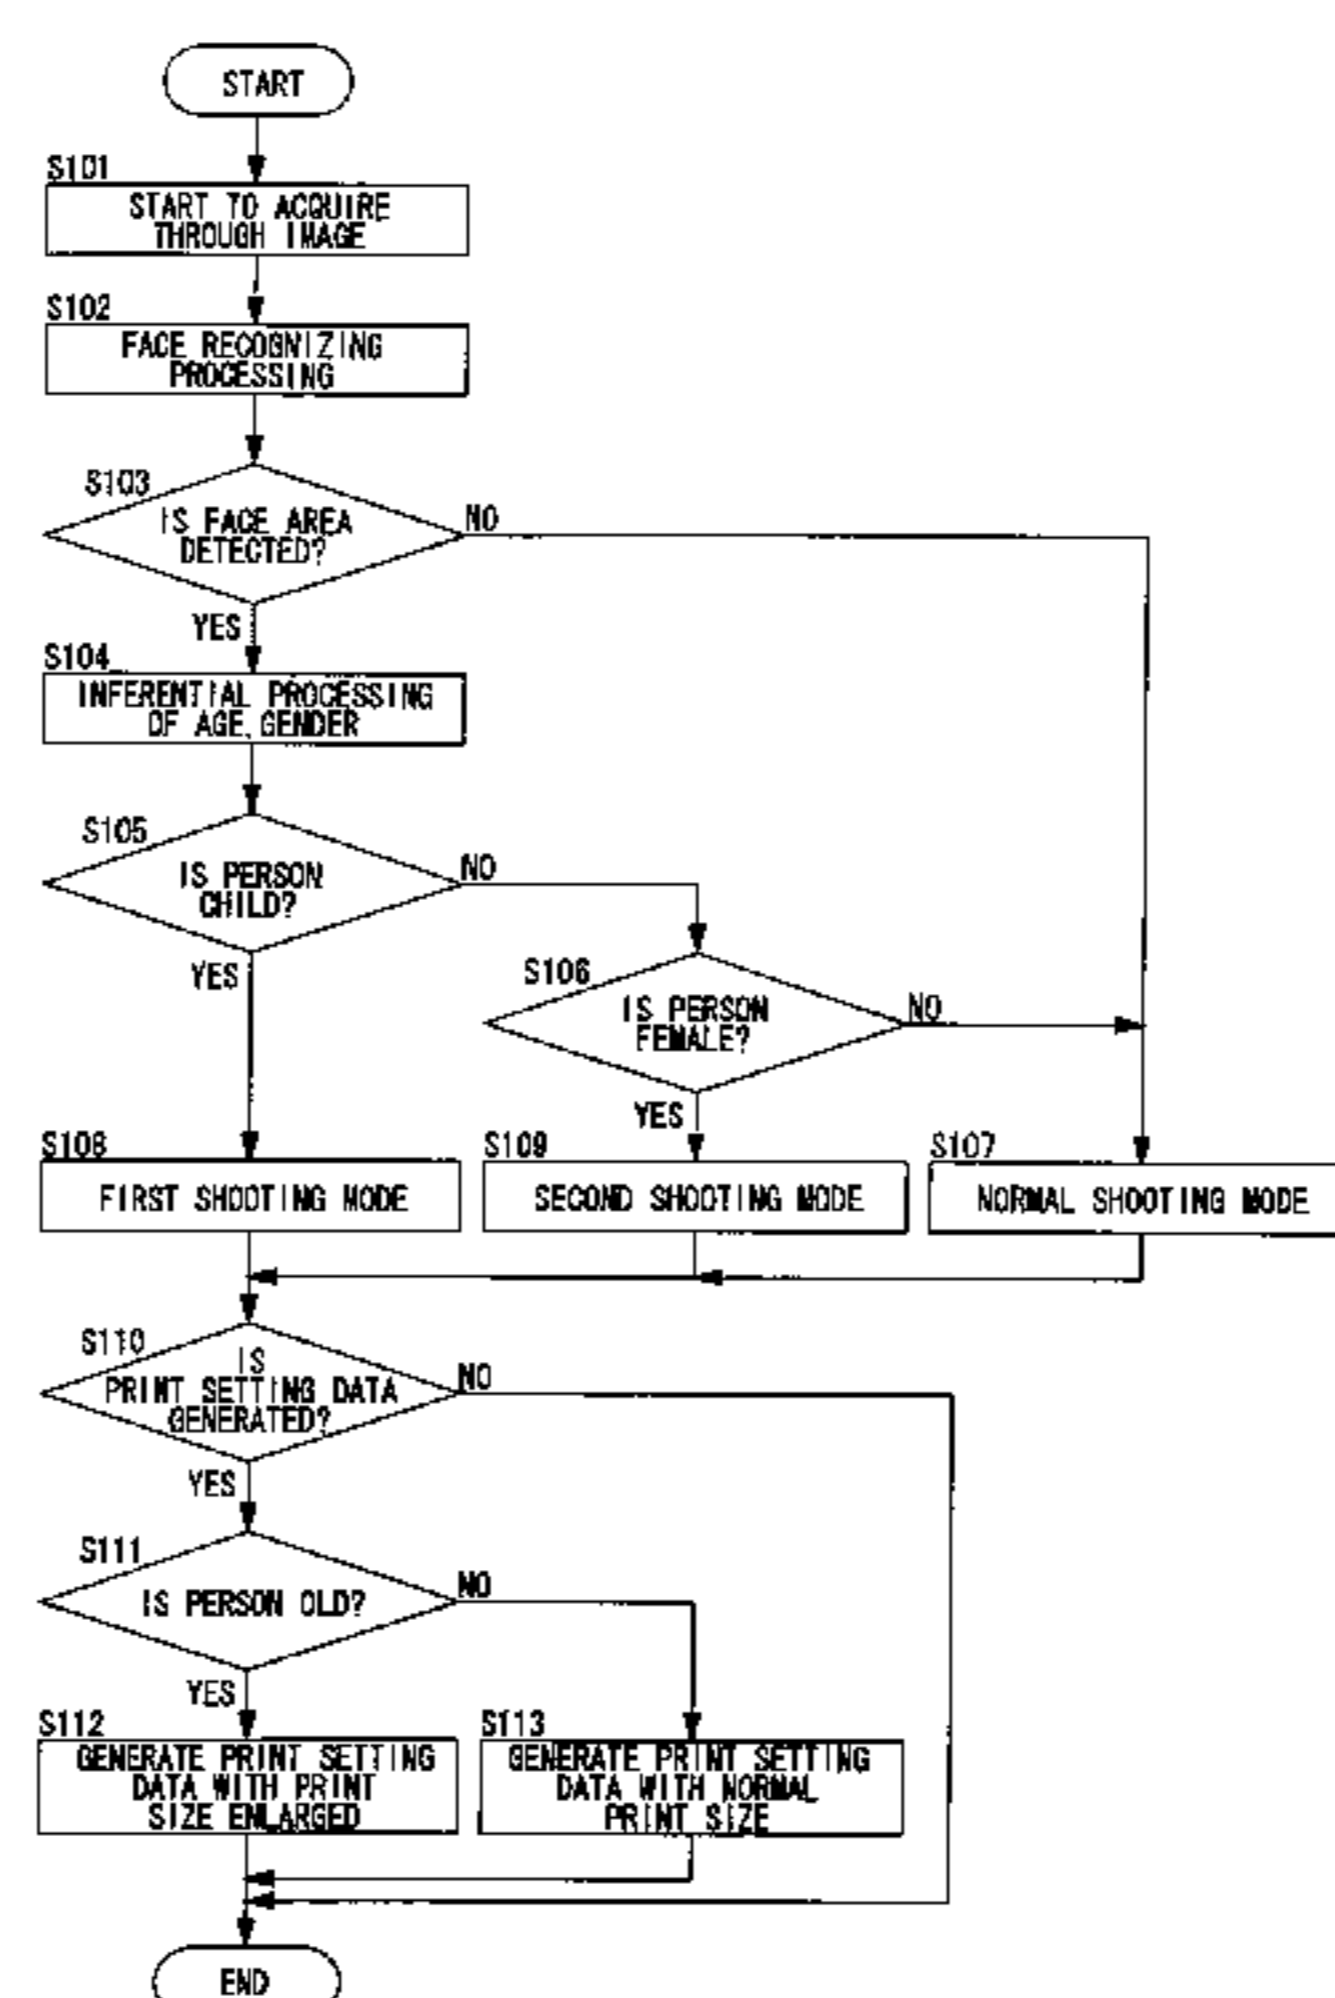 START
S101
START TO ACQUIRE
THROUGH IMAGE
S102
FACE RECOGNIZING
PROCESSING
S103
IS FACE AREA
DETECTED?
NO
YES
S104
INFERENTIAL PROCESSING
OF AGE, GENDER
S105
IS PERSON
CHILD?
NO
YES
S106
IS PERSON
FEMALE?
NO
YES
S108
FIRST SHOOTING MODE
S109
SECOND SHOOTING MODE
S107
NORMAL SHOOTING MODE
S110
IS
PRINT SETTING DATA
GENERATED?
NO
YES
S111
IS PERSON OLD?
NO
YES
S112
GENERATE PRINT SETTING
DATA WITH PRINT
SIZE ENLARGED
S113
GENERATE PRINT SETTING
DATA WITH NORMAL
PRINT SIZE
END